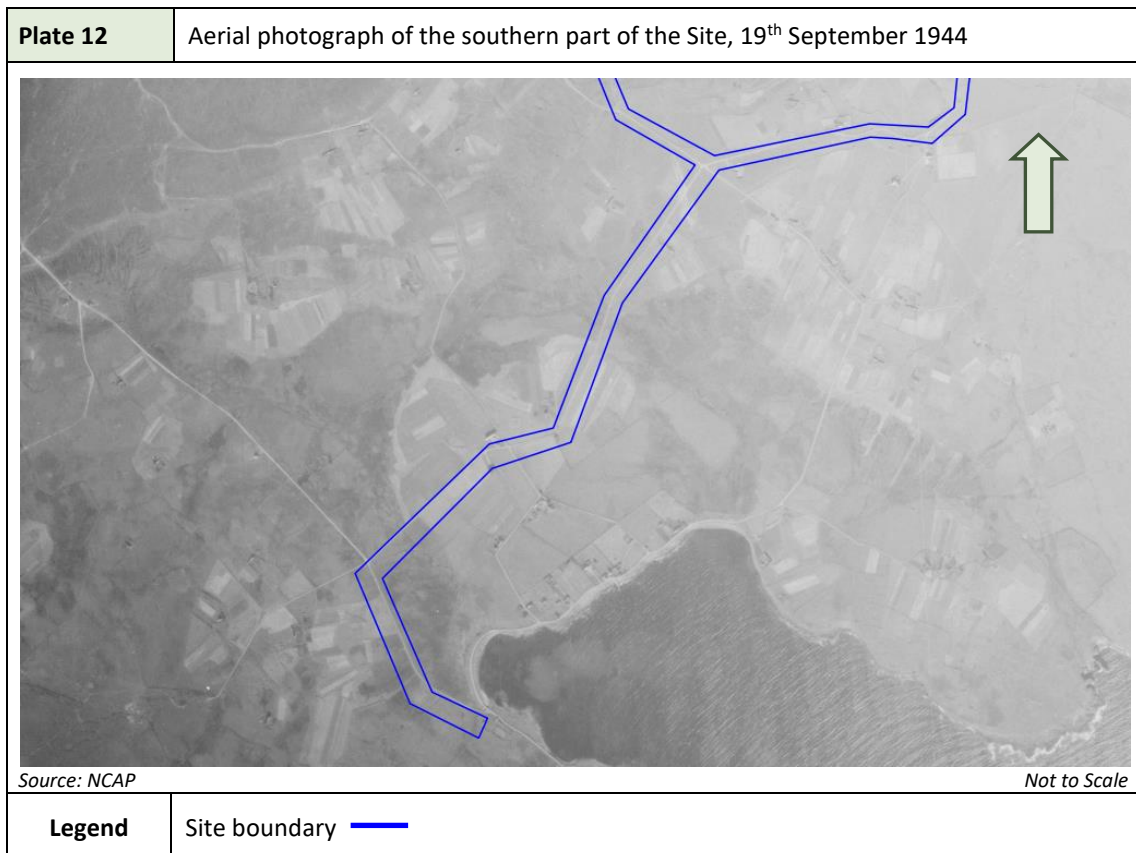 Plate 12
Aerial photograph of the southern part of the Site, 19th September 1944
Source: NCAP
Not to Scale
Legend
Site boundary